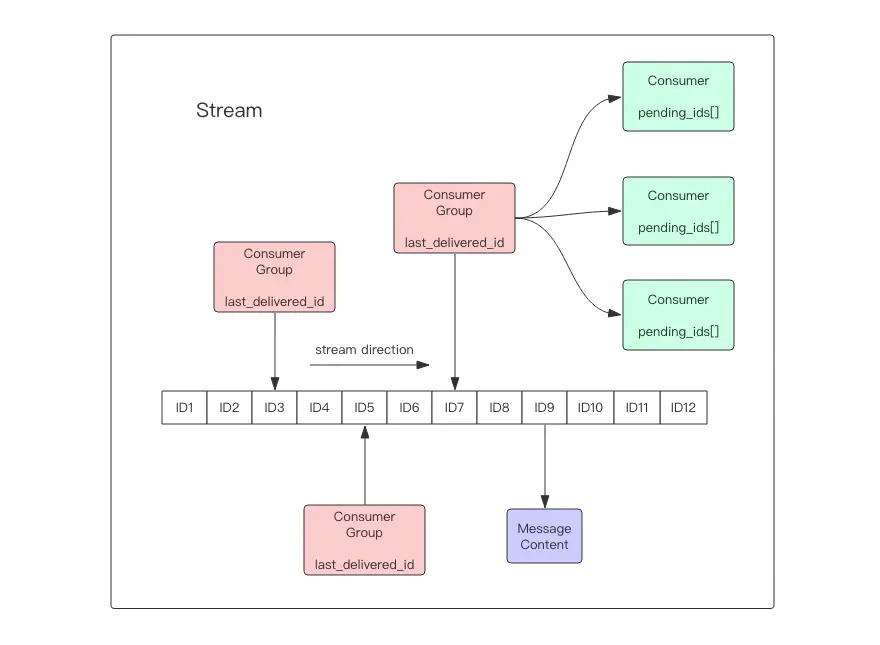 Stream
Consumer
pending_ids[]
Consumer
Group
last_delivered_id
Consumer
pending_ids[]
Consumer
Group
last_delivered_id
Consumer
pending_ids[]
stream direction
ID1 ID2 ID3 ID4 ID5 ID6 ID7 ID8 ID9 ID10 ID11 ID12
Consumer
Group
last_delivered_id
Message
Content